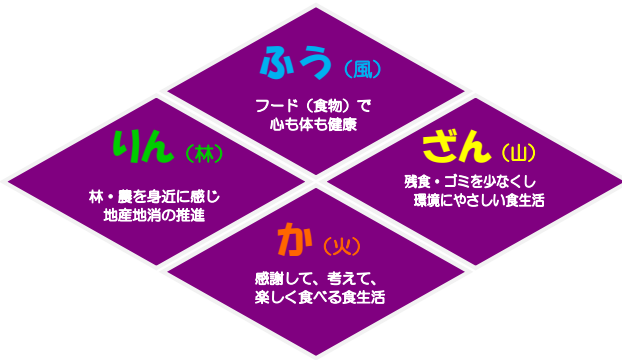 ふう（風）
フード（食物）で
心も体も健康
りん（林）
林・農を身近に感じ
地産地消の推進
ざん（山）
残食・ゴミを少なくし
環境にやさしい食生活
か（火）
感謝して、考えて、
楽しく食べる食生活